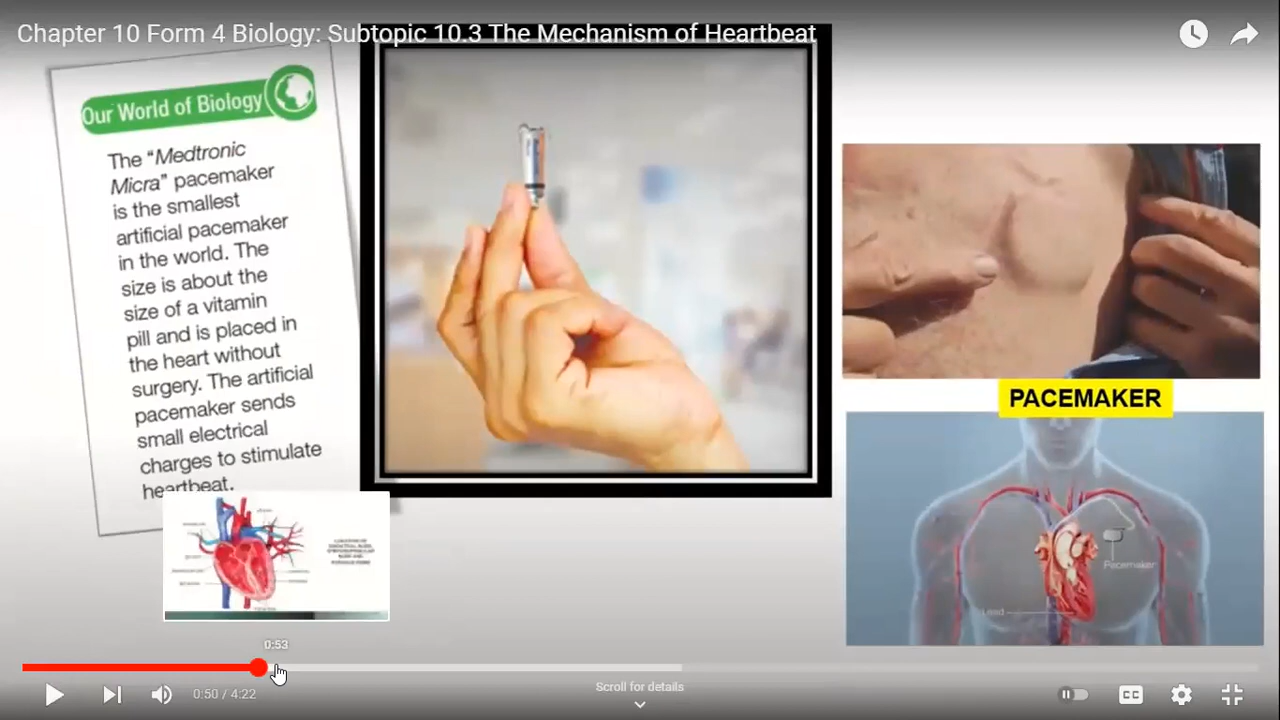 Chapter 10 Form 4 Biology: Subtopic 10.3 The Mechanism of Heartbeat
Our World of Biology
The "Medtronic
Micra" pacemaker
is the smallest
artificial pacemaker
in the world. The
size is about the
size of a vitamin
pill and is placed in
the heart without
surgery. The artificial
pacemaker sends
small electrical
charges to stimulate
heartbeat.
PACEMAKER
Pacemaker
Lead
0:53
0:50 / 4:22
Scroll for details
CC